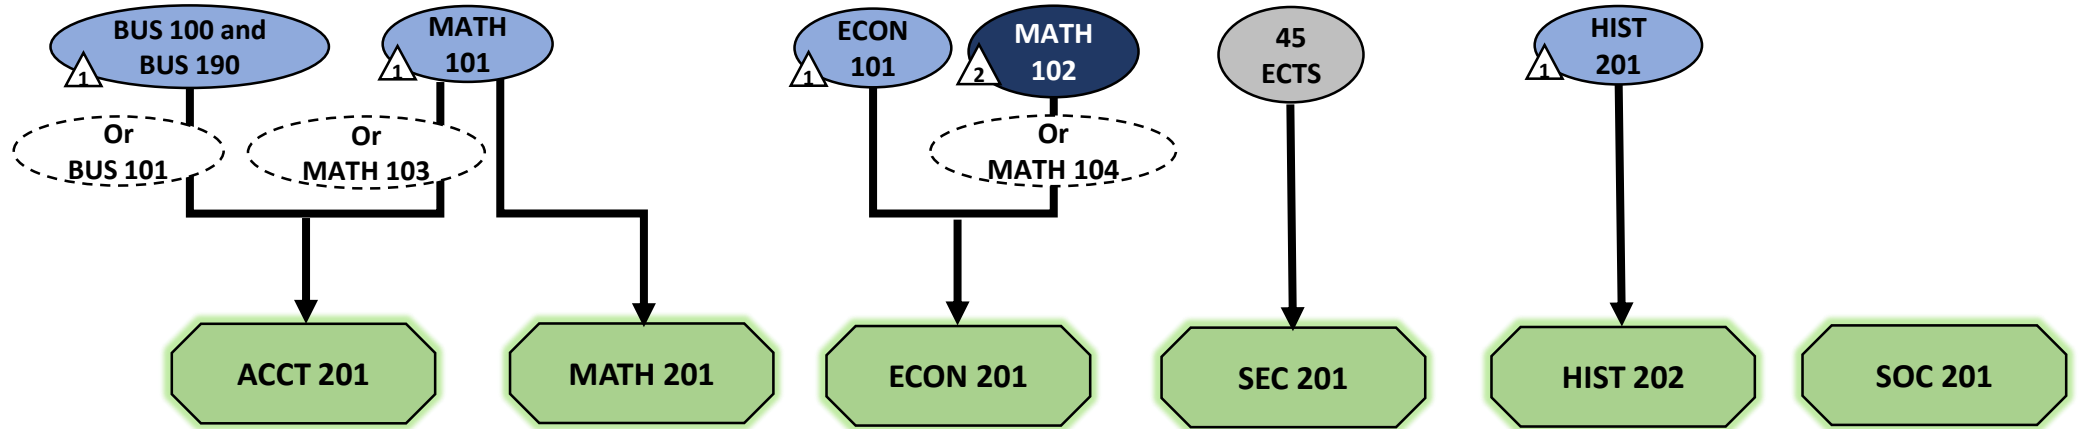 BUS 100 and
BUS 190
1
MATH
101
1
ECON
101
1
MATH
102
2
45
ECTS
HIST
201
1
Or
BUS 101
Or
MATH 103
Or
MATH 104
ACCT 201
MATH 201
ECON 201
SEC 201
HIST 202
SOC 201